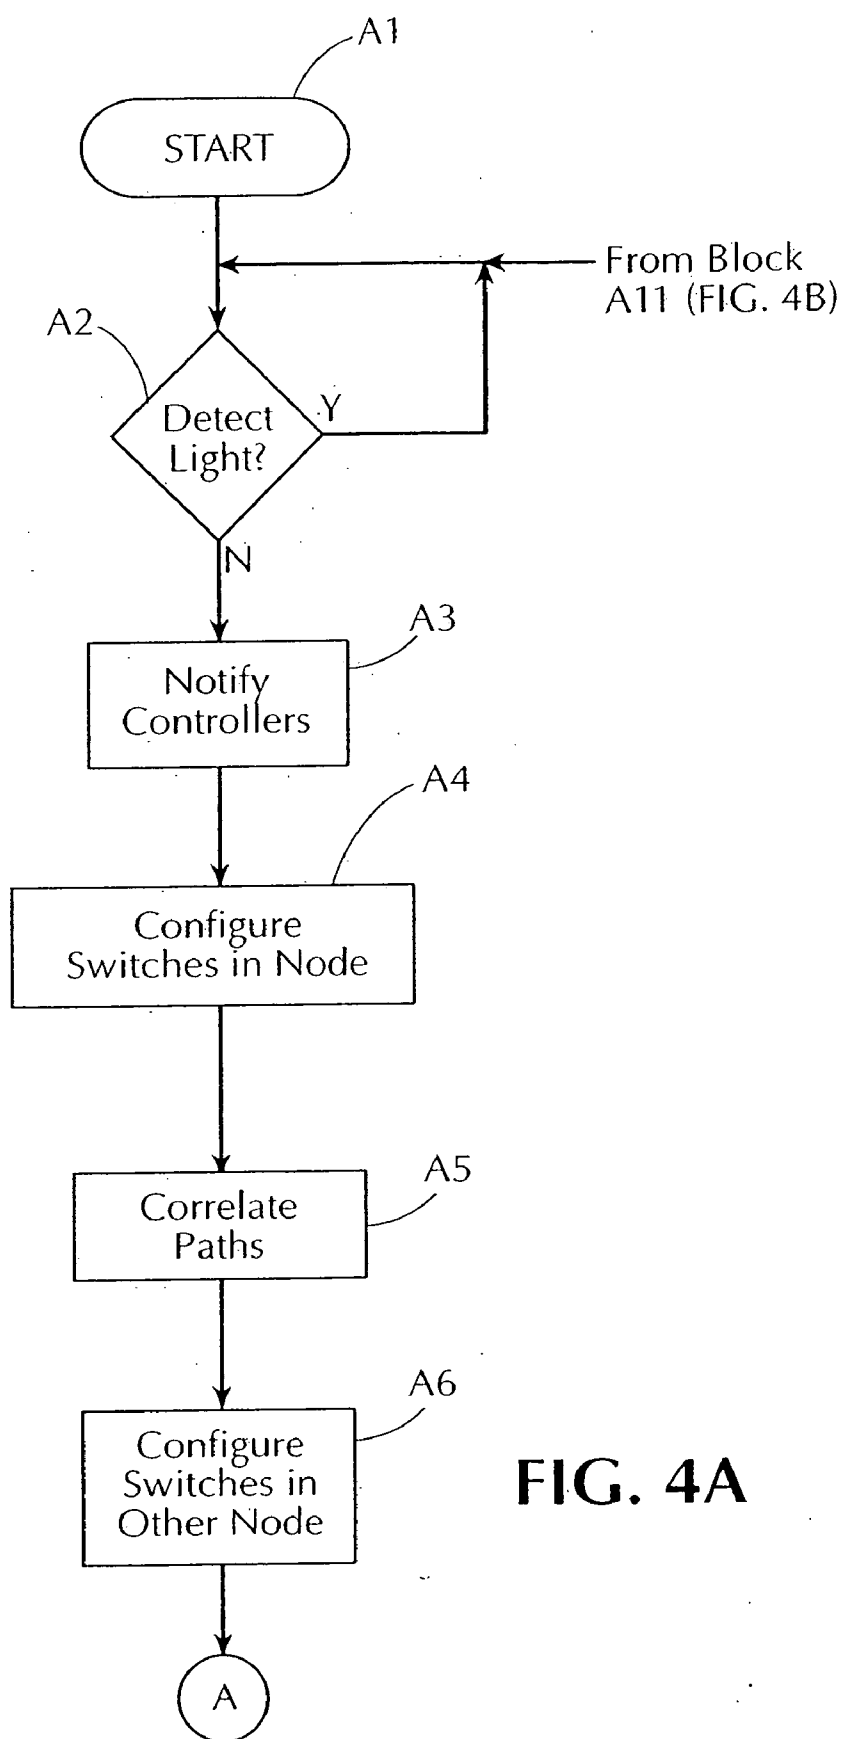 A1
START
From Block
A11 (FIG. 4B)
A2
Detect
Light?
Y
N
A3
Notify
Controllers
A4
Configure
Switches in Node
A5
Correlate
Paths
A6
Configure
Switches in
Other Node
FIG. 4A
A